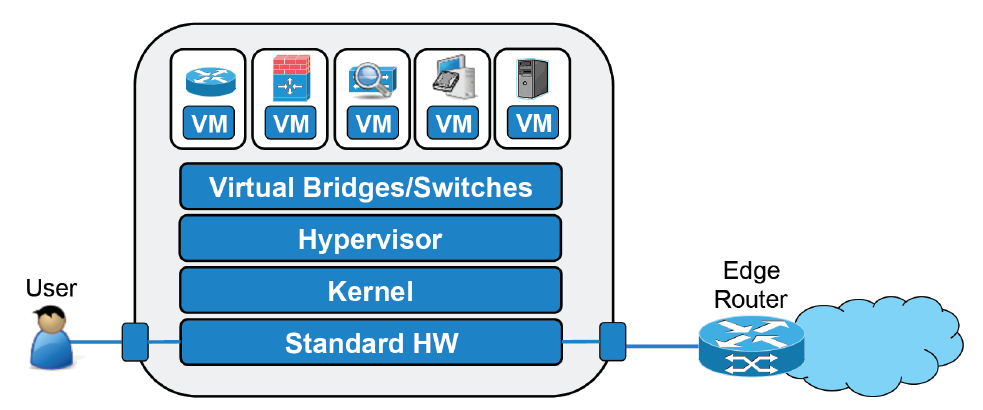 VM
VM
VM
VM
VM
Virtual Bridges/Switches
Hypervisor
Kernel
Standard HW
User
Edge
Router